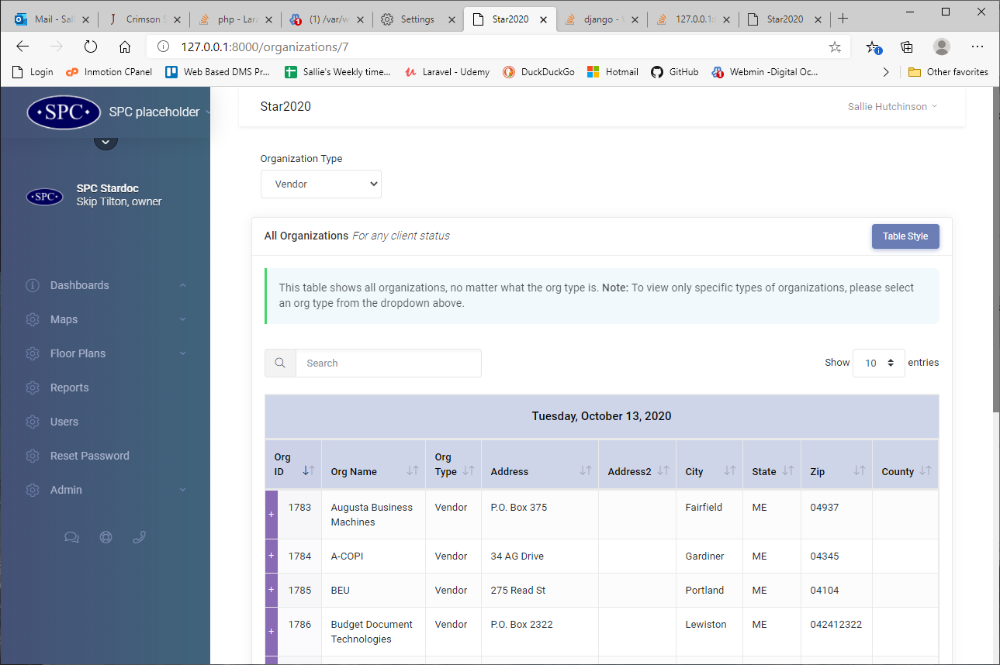 Mail - Sal
Crimson S
php - Lara
(1) /var/w
Settings
Star2020
django - V
127.0.0.1:
Star2020
127.0.0.1:8000/organizations/7
Login
Inmotion CPanel
Web Based DMS Pr...
Sallie's Weekly time...
Laravel - Udemy
DuckDuckGo
Hotmail
GitHub
Webmin -Digital Oc...
Other favorites
SPC
SPC placeholder
Star2020
Sallie Hutchinson
SPC
SPC Stardoc
Skip Tilton, owner
Dashboards
Maps
Floor Plans
Reports
Users
Reset Password
Admin
Organization Type
Vendor
All Organizations For any client status
Table Style
This table shows all organizations, no matter what the org type is. Note: To view only specific types of organizations, please select
an org type from the dropdown above.
Search
Show 10 entries
Tuesday, October 13, 2020
Org ID
Org Name
Org Type
Address
Address2
City
State
Zip
County
+ 1783 Augusta Business Machines Vendor P.O. Box 375 Fairfield ME 04937
+ 1784 A-COPI Vendor 34 AG Drive Gardiner ME 04345
+ 1785 BEU Vendor 275 Read St Portland ME 04104
+ 1786 Budget Document Technologies Vendor P.O. Box 2322 Lewiston ME 042412322